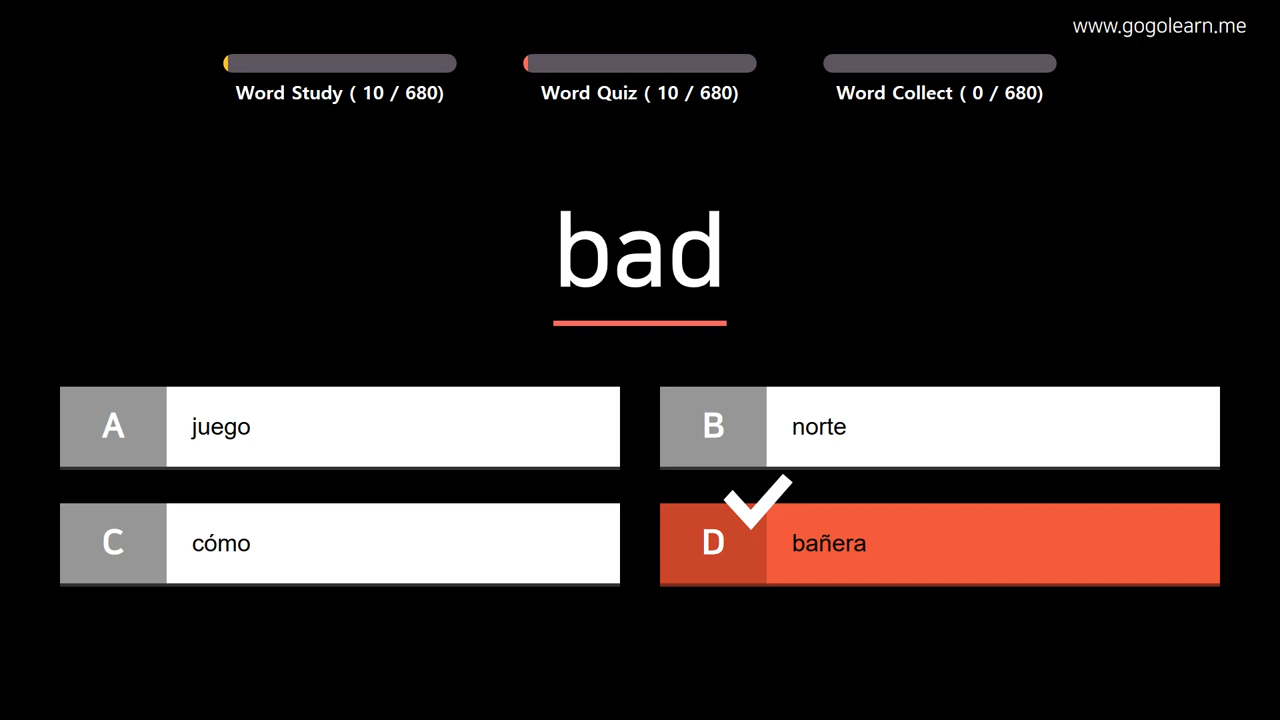 www.gogolearn.me
Word Study ( 10 / 680)
Word Quiz ( 10 / 680)
Word Collect ( 0 / 680)
bad
A juego
B norte
C cómo
D bañera